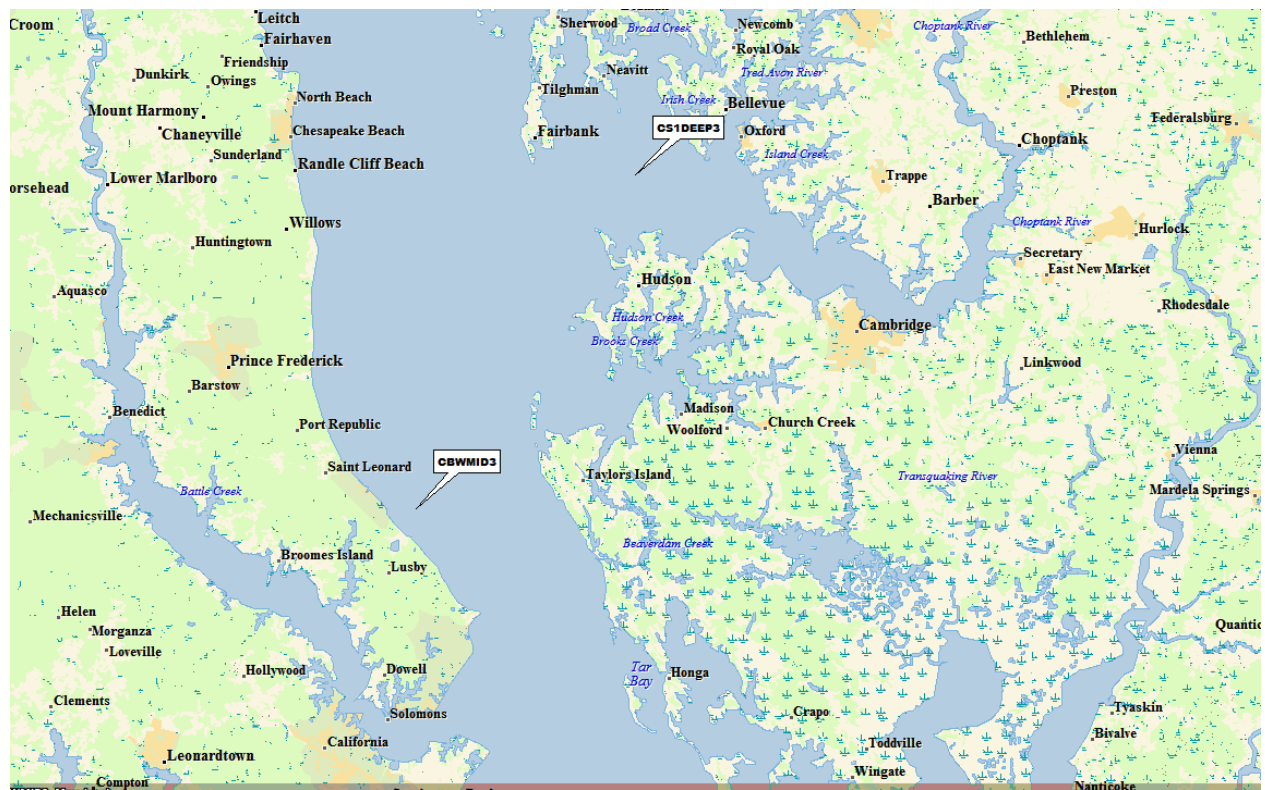 Croom
Leitch
Sherwood
Broad Creek
Newcomb
Choptank River
Fairhaven
Royal Oak
Bethlehem
Friendship
Dunkirk
Owings
Neavitt
Tred Avon River
Tilghman
Preston
North Beach
Irish Creek
Bellevue
Mount Harmony
Chesapeake Beach
Chaneyville
Fairbank
CS1DEEP3
Oxford
Federalsburg
Choptank
Sunderland
Island Creek
Randle Cliff Beach
Lower Marlboro
orsehead
Trappe
Barber
Willows
Choptank River
Hurlock
Huntingtown
Secretary
East New Market
Hudson
Aquasco
Rhodesdale
Hudson Creek
Cambridge
Brooks Creek
Prince Frederick
Linkwood
Barstow
Benedict
Madison
Port Republic
Woolford
Church Creek
Vienna
CBWMID3
Saint Leonard
Taylors Island
Transquaking River
Battle Creek
Mardela Springs
Mechanicsville
Beaverdam Creek
Broomes Island
Lusby
Helen
Morganza
Quantic
Loveville
Hollywood
Dowell
Tar
Bay
Honga
Clements
Solomons
Crapo
Tyaskin
Bivalve
California
Toddville
Leonardtown
Wingate
Compton
Nanticoke